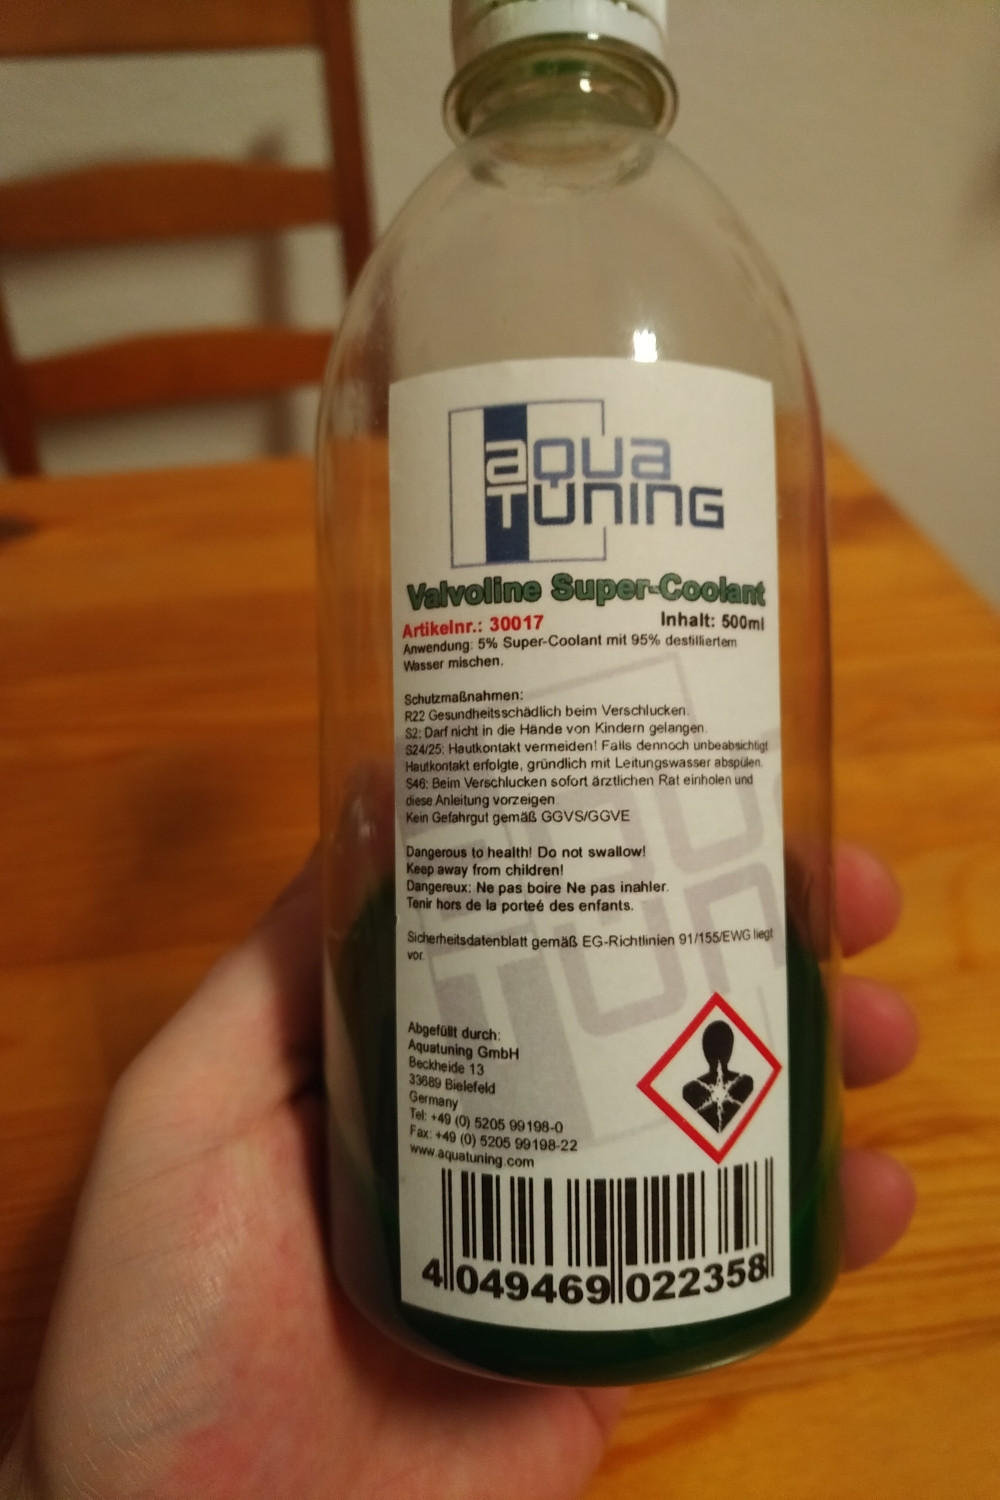 aqua
TUNING
Valvoline Super-Coolant
Artikelnr.: 30017 Inhalt: 500ml
Anwendung: 5% Super-Coolant mit 95% destilliertem
Wasser mischen.
Schutzmaßnahmen:
R22 Gesundheitsschädlich beim Verschlucken.
S2: Darf nicht in die Hände von Kindern gelangen.
S24/25: Hautkontakt vermeiden! Falls dennoch unbeabsichtigt
Hautkontakt erfolgte, gründlich mit Leitungswasser abspülen.
S46: Beim Verschlucken sofort ärztlichen Rat einholen und
diese Anleitung vorzeigen.
Kein Gefahrgut gemäß GGVS/GGVE
Dangerous to health! Do not swallow!
Keep away from children!
Dangereux: Ne pas boire Ne pas inahler.
Tenir hors de la porteé des enfants.
Sicherheitsdatenblatt gemäß EG-Richtlinien 91/155/EWG liegt
vor.
Abgefüllt durch:
Aquatuning GmbH
Beckheide 13
33689 Bielefeld
Germany
Tel: +49 (0) 5205 99198-0
Fax: +49 (0) 5205 99198-22
www.aquatuning.com
4 049469 022358